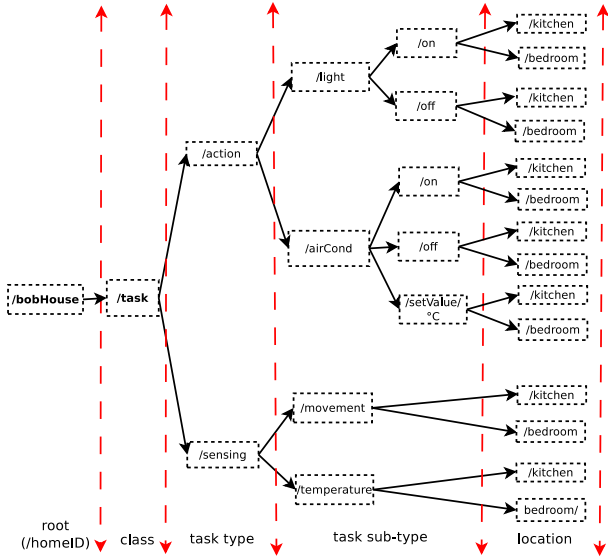 /kitchen
/on
/bedroom
/light
/kitchen
/off
/bedroom
/action
/kitchen
/on
/bedroom
/kitchen
/airCond
/off
/bedroom
/bobHouse
/task
/setValue/
°C
/kitchen
/bedroom
/movement
/kitchen
/bedroom
/sensing
/temperature
/kitchen
bedroom/
root
(/homeID)
class
task type
task sub-type
location